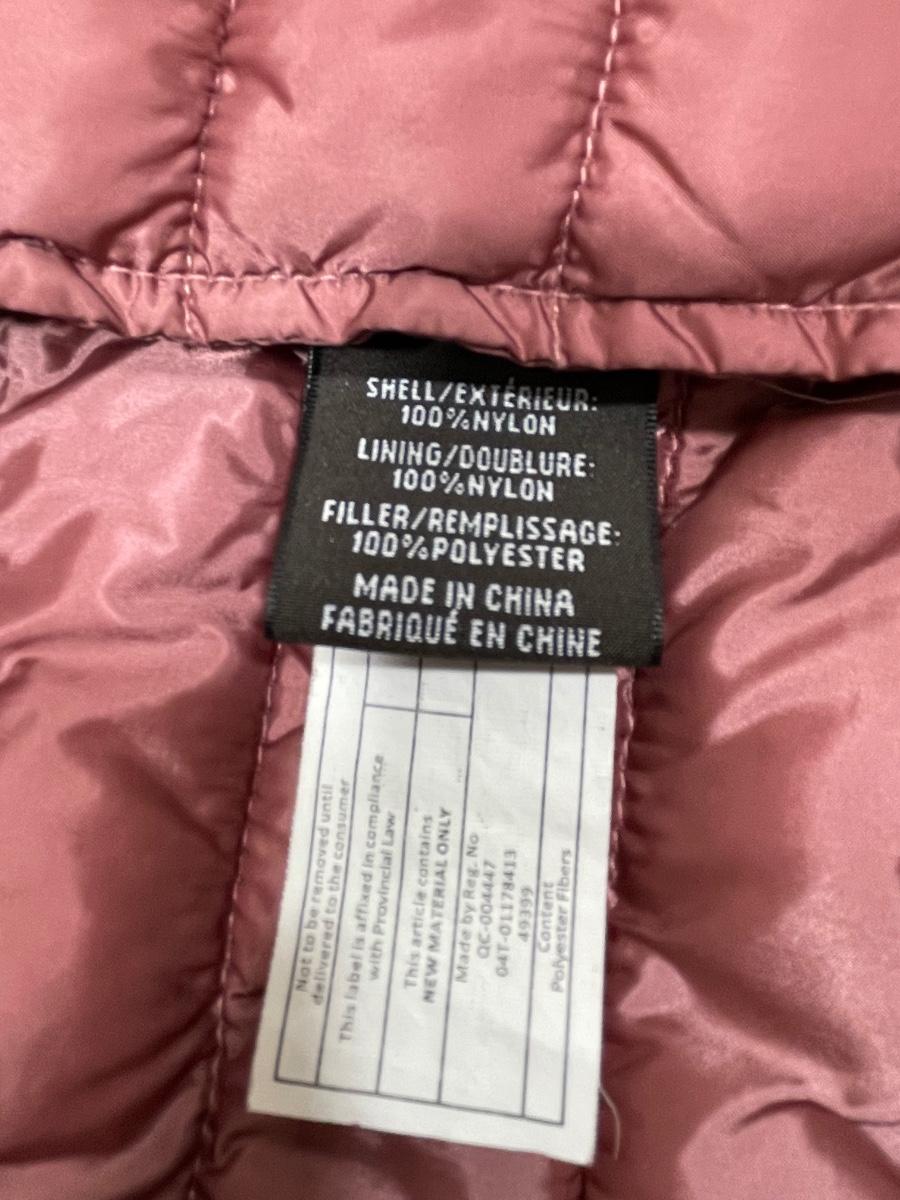 SHELL/EXTÉRIEUR:
100%NYLON
LINING/DOUBLURE:
100%NYLON
FILLER/REMPLISSAGE:
100%POLYESTER
MADE IN CHINA
FABRIQUÉ EN CHINE
Not to be removed until
delivered to the consumer
This label is affixed in compliance
with Provincial Law
This article contains
NEW MATERIAL ONLY
Made by Reg. No
QC-004447
04T-01178413
49399
Content
Polyester Fibers